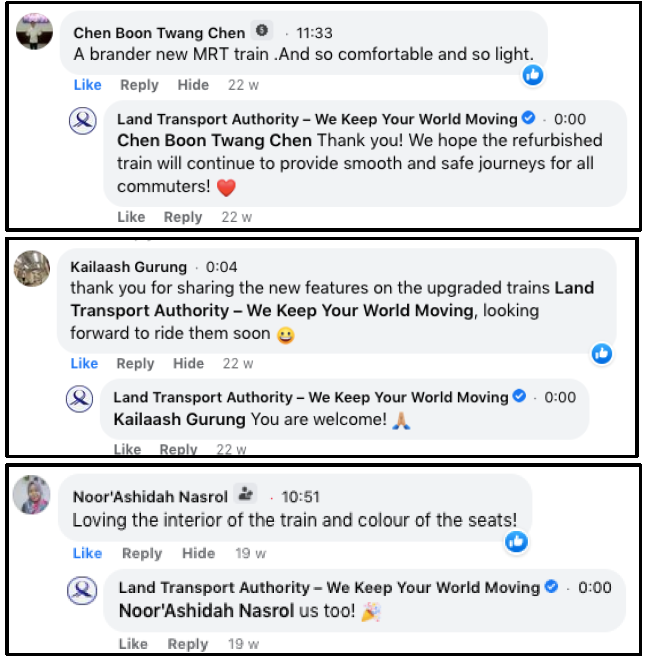 Chen Boon Twang Chen · 11:33
A brander new MRT train .And so comfortable and so light.
Like Reply Hide 22 w
Land Transport Authority – We Keep Your World Moving · 0:00
Chen Boon Twang Chen Thank you! We hope the refurbished
train will continue to provide smooth and safe journeys for all
commuters! ❤️
Like Reply 22 w
Kailaash Gurung · 0:04
thank you for sharing the new features on the upgraded trains Land
Transport Authority – We Keep Your World Moving, looking
forward to ride them soon 😀
Like Reply Hide 22 w
Land Transport Authority – We Keep Your World Moving · 0:00
Kailaash Gurung You are welcome! 🙏🏽
Like Reply 22 w
Noor'Ashidah Nasrol · 10:51
Loving the interior of the train and colour of the seats!
Like Reply Hide 19 w
Land Transport Authority – We Keep Your World Moving · 0:00
Noor'Ashidah Nasrol us too! 🎉
Like Reply 19 w